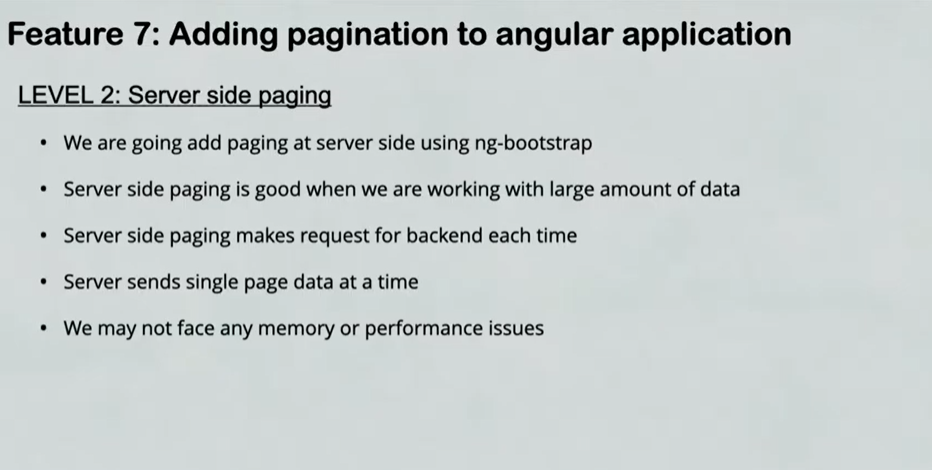 Feature 7: Adding pagination to angular application
LEVEL 2: Server side paging
• We are going add paging at server side using ng-bootstrap
• Server side paging is good when we are working with large amount of data
• Server side paging makes request for backend each time
• Server sends single page data at a time
• We may not face any memory or performance issues